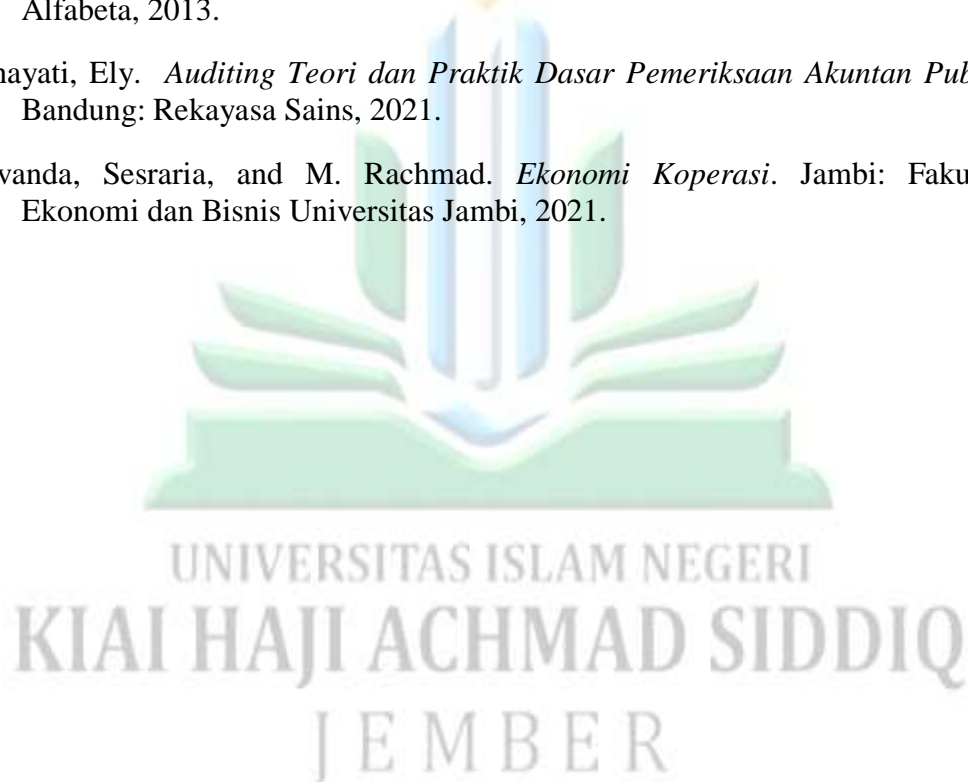 Alfabeta, 2013.
hayati, Ely. Auditing Teori dan Praktik Dasar Pemeriksaan Akuntan Pub
Bandung: Rekayasa Sains, 2021.
vanda, Sesraria, and M. Rachmad. Ekonomi Koperasi. Jambi: Faku
Ekonomi dan Bisnis Universitas Jambi, 2021.
UNIVERSITAS ISLAM NEGERI
KIAI HAJI ACHMAD SIDDIQ
JEMBER